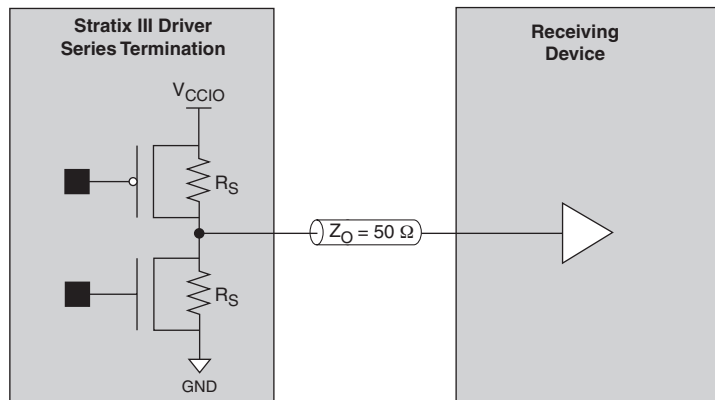 Stratix III Driver
Series Termination
Receiving
Device
VCCIO
RS
ZO = 50 Ω
RS
GND